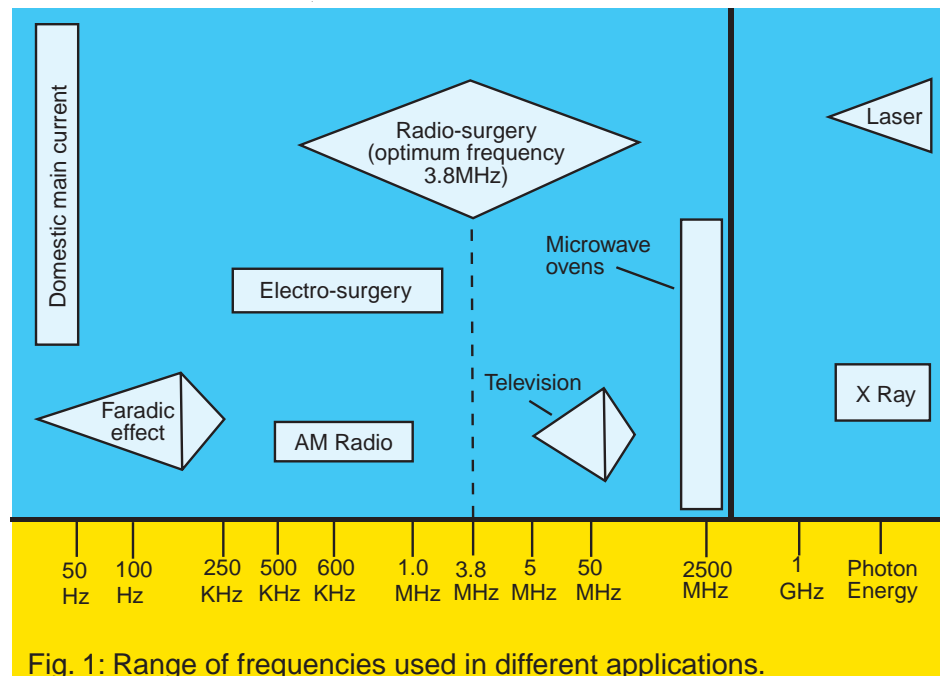 Domestic main current
Radio-surgery
(optimum frequency
3.8MHz)
Laser
Microwave
ovens
Electro-surgery
Television
X Ray
Faradic
effect
AM Radio
50
Hz
100
Hz
250
KHz
500
KHz
600
KHz
1.0
MHz
3.8
MHz
5
MHz
50
MHz
2500
MHz
1
GHz
Photon
Energy
Fig. 1: Range of frequencies used in different applications.